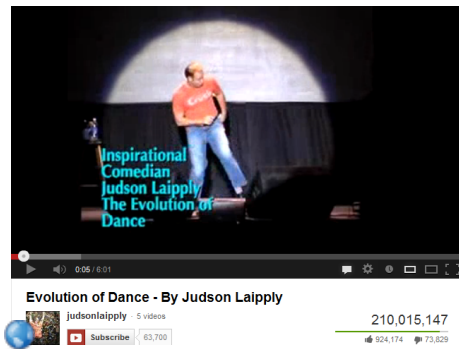 Crush
Inspirational
Comedian
Judson Laipply
The Evolution of
Dance
0:05 / 6:01
Evolution of Dance - By Judson Laipply
judsonlaipply · 5 videos
Subscribe 63,700
210,015,147
924,174 73,829